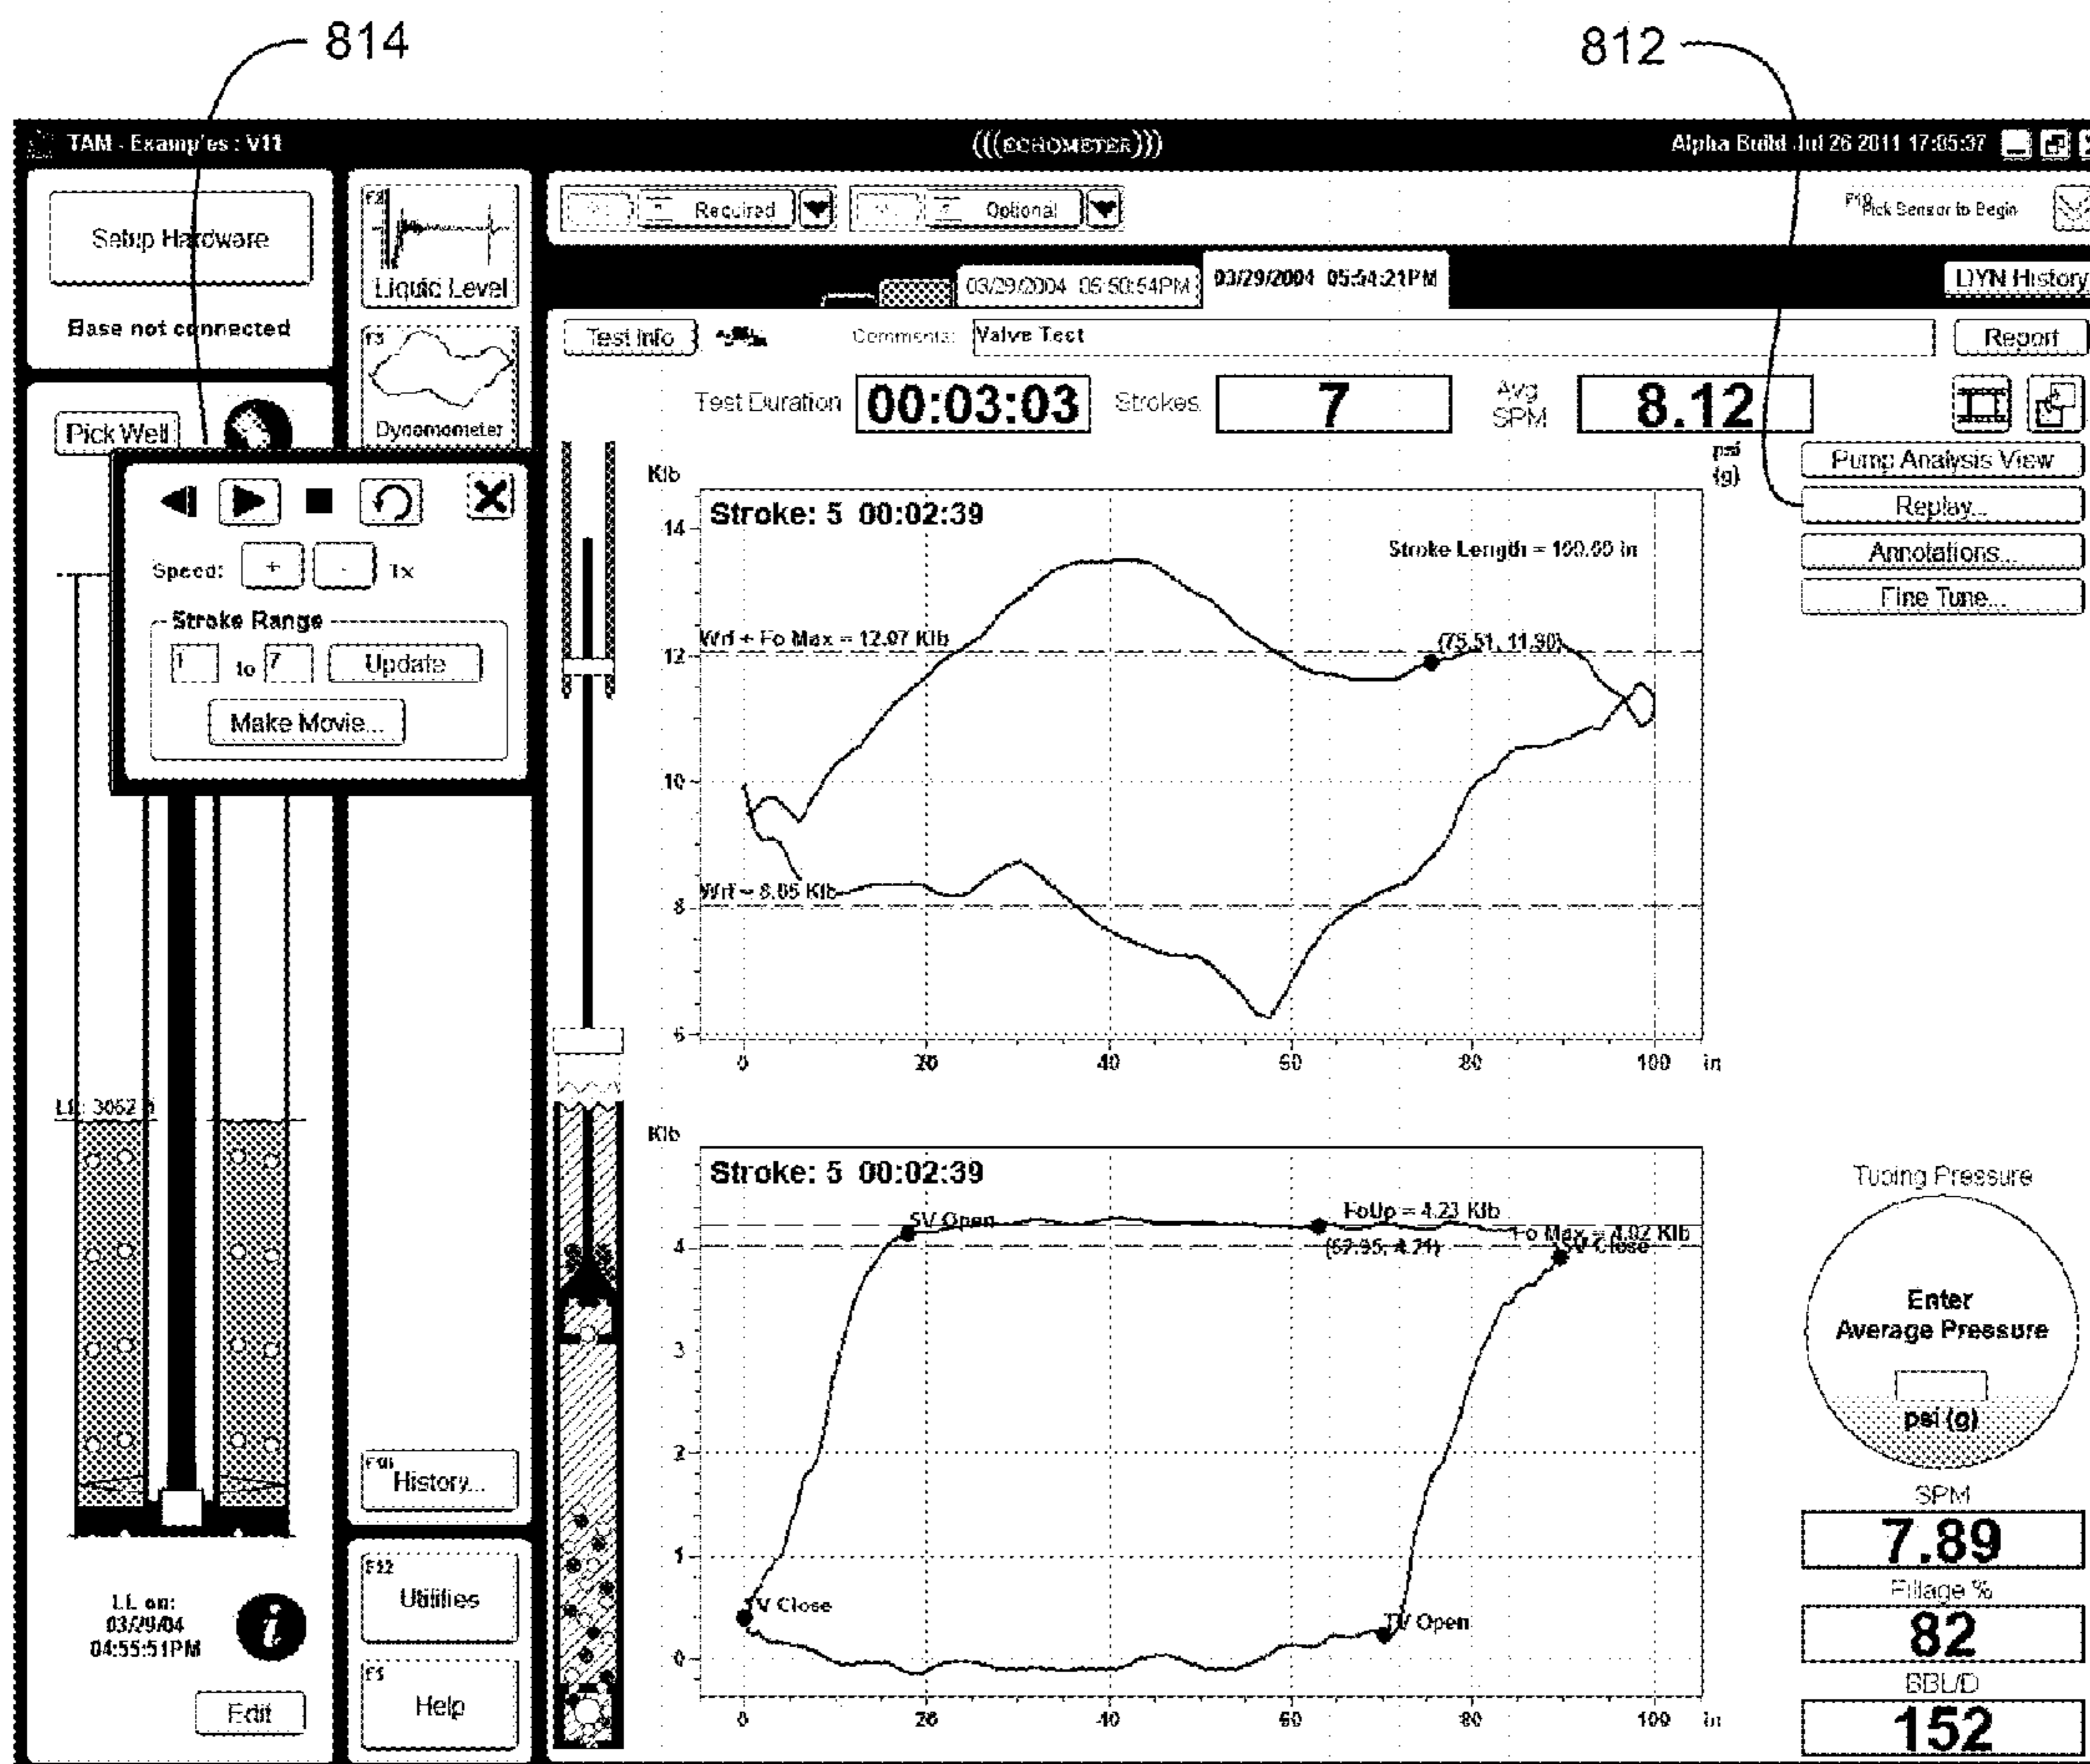 814
812
TAM - Examples : V11
(((ECHOMETER)))
Alpha Build Jul 26 2011 17:05:37
Setup Hardware
Base not connected
Pick Well
Liquid Level
F3
Dynamometer
Required
Optional
Pick Sensor to Begin
03/29/2004 05:50:54PM
03/29/2004 05:54:21PM
DYN History
Test Info
Comments:
Valve Test
Report
Test Duration
00:03:03
Strokes
7
Avg
SPM
8.12
psi
(g)
Pump Analysis View
Replay...
Annotations...
Fine Tune...
Speed:
+
-
1x
Stroke Range
1 to 7
Update
Make Movie...
Klb
Stroke: 5 00:02:39
Stroke Length = 100.00 in
Wrf + Fo Max = 12.07 Klb
(75.51, 11.90)
Wrf = 8.05 Klb
14
12
10
8
6
0 20 40 60 80 100 in
Klb
Stroke: 5 00:02:39
SV Open
FoUp = 4.23 Klb
Fo Max = 4.02 Klb
SV Close
TV Close
TV Open
4
3
2
1
0
0 20 40 60 80 100 in
LL on:
03/29/04
04:55:51PM
Edit
History...
F12
Utilities
Help
Tubing Pressure
Enter
Average Pressure
psi (g)
SPM
7.89
Fillage %
82
BBL/D
152